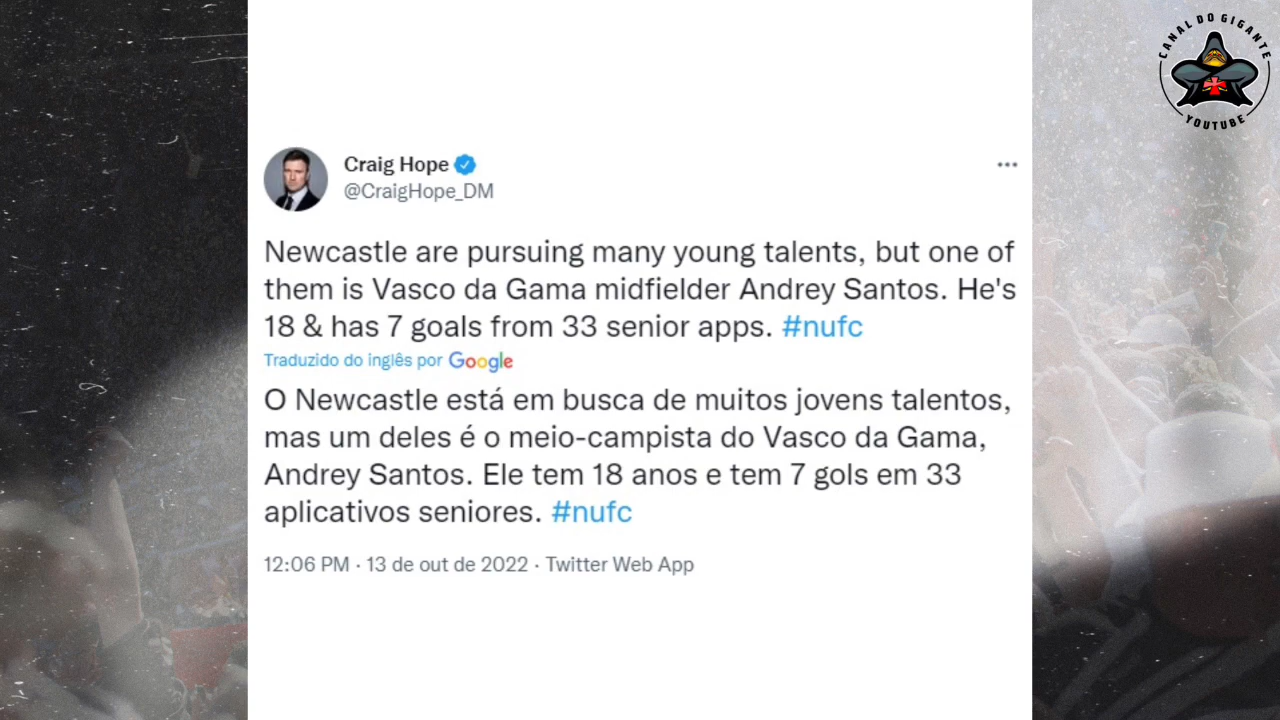 CANAL DO GIGANTE
YOUTUBE
Craig Hope
@CraigHope_DM
Newcastle are pursuing many young talents, but one of
them is Vasco da Gama midfielder Andrey Santos. He's
18 & has 7 goals from 33 senior apps. #nufc
Traduzido do inglês por Google
O Newcastle está em busca de muitos jovens talentos,
mas um deles é o meio-campista do Vasco da Gama,
Andrey Santos. Ele tem 18 anos e tem 7 gols em 33
aplicativos seniores. #nufc
12:06 PM · 13 de out de 2022 · Twitter Web App